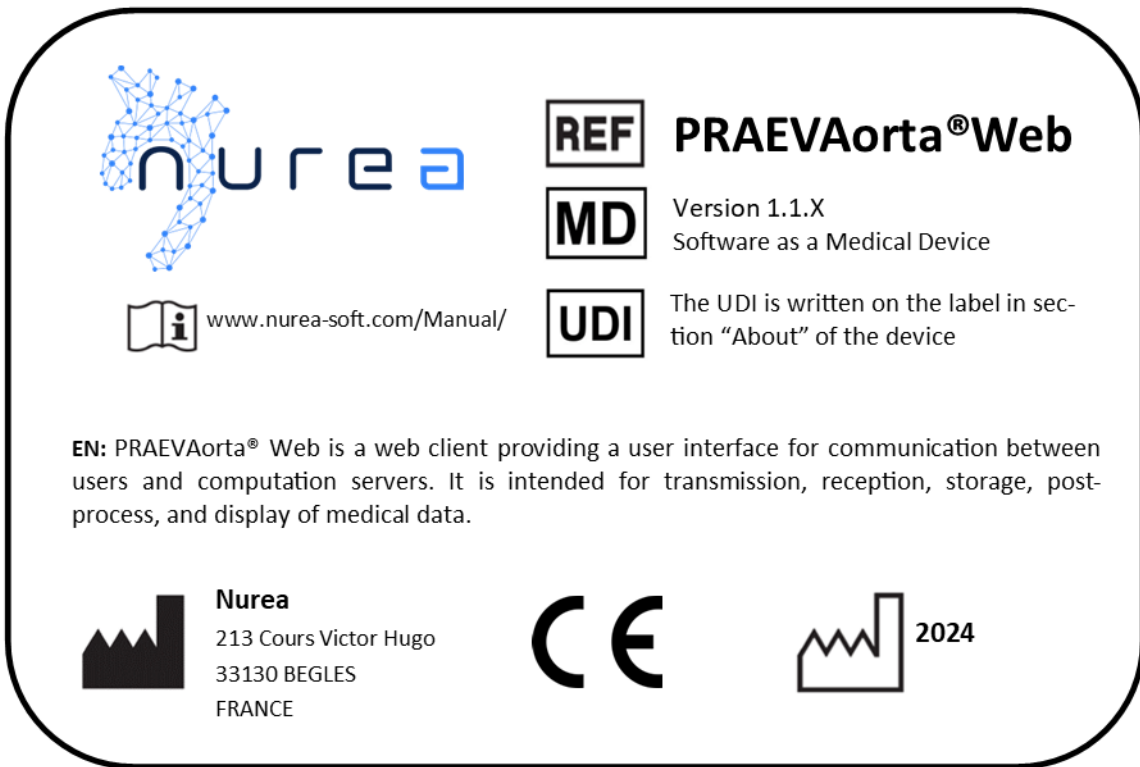 nurea
REF
PRAEVAorta®Web
MD
Version 1.1.X
Software as a Medical Device
i
www.nurea-soft.com/Manual/
UDI
The UDI is written on the label in sec-
tion “About” of the device
EN: PRAEVAorta® Web is a web client providing a user interface for communication between
users and computation servers. It is intended for transmission, reception, storage, post-
process, and display of medical data.
Nurea
213 Cours Victor Hugo
33130 BEGLES
FRANCE
CE
2024